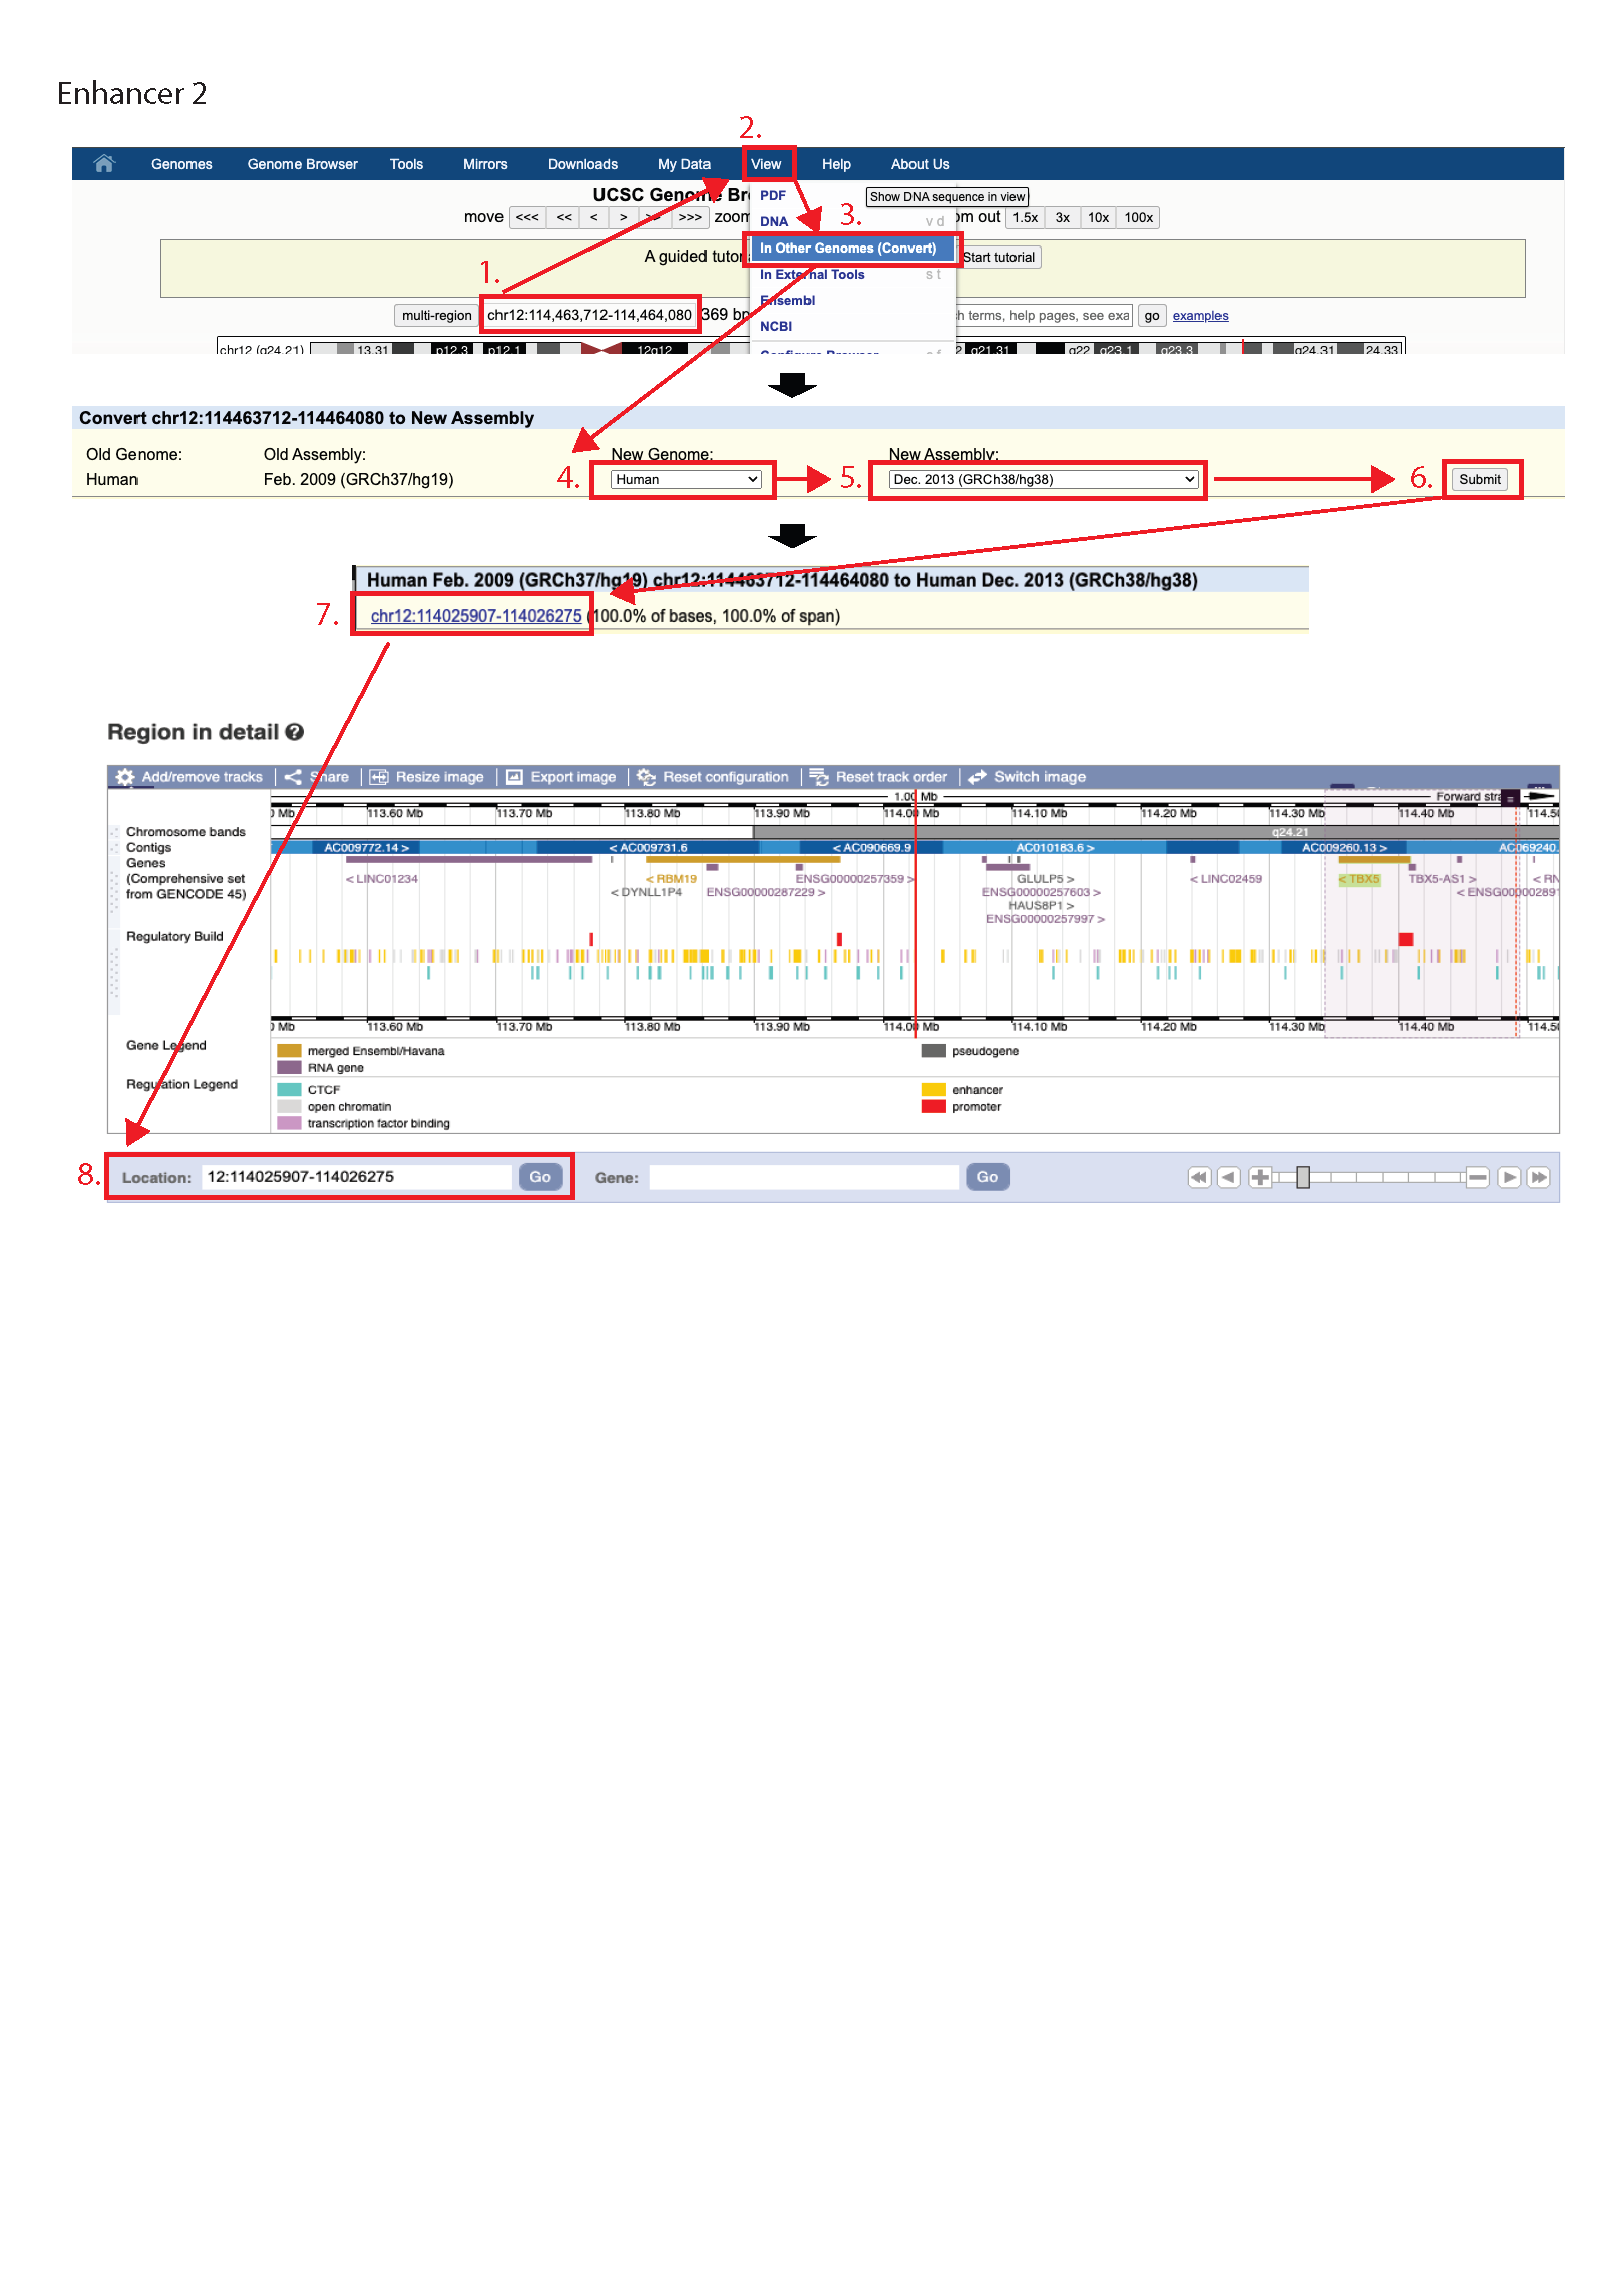 Enhancer 2
2.
Genomes Genome Browser Tools Mirrors Downloads My Data View Help About Us
UCSC Genome Br
PDF
Show DNA sequence in view
move <<< << < > >> >>> zoom
DNA v d
3.
om out 1.5x 3x 10x 100x
In Other Genomes (Convert)
A guided tutor
Start tutorial
1.
In External Tools s t
Ensembl
multi-region chr12:114,463,712-114,464,080 369 bp
h terms, help pages, see exa go examples
NCBI
chr12 (q24.21) 13.31 p12.3 p12.1 12q12 q21.31 q22 q23.1 q23.3 q24.31 24.33
Configure Browser
Convert chr12:114463712-114464080 to New Assembly
Old Genome: Old Assembly: New Genome: New Assembly:
Human Feb. 2009 (GRCh37/hg19) 4. Human 5. Dec. 2013 (GRCh38/hg38) 6. Submit
Human Feb. 2009 (GRCh37/hg19) chr12:114463712-114464080 to Human Dec. 2013 (GRCh38/hg38)
7. chr12:114025907-114026275 (100.0% of bases, 100.0% of span)
Region in detail ?
Add/remove tracks Share Resize image Export image Reset configuration Reset track order Switch image
1.00 Mb Forward stra
Mb 113.60 Mb 113.70 Mb 113.80 Mb 113.90 Mb 114.00 Mb 114.10 Mb 114.20 Mb 114.30 Mb 114.40 Mb 114.5
Chromosome bands q24.21
Contigs AC009772.14 > < AC009731.6 < AC090669.9 AC010183.6 > AC009260.13 > AC069240.
Genes
(Comprehensive set < LINC01234 < RBM19 ENSG00000257359 > GLULP5 > < LINC02459 < TBX5 TBX5-AS1 > < RN
from GENCODE 45) < DYNLL1P4 ENSG00000287229 > ENSG00000257603 > < ENSG00000289
HAUS8P1 >
ENSG00000257997 >
Regulatory Build
Mb 113.60 Mb 113.70 Mb 113.80 Mb 113.90 Mb 114.00 Mb 114.10 Mb 114.20 Mb 114.30 Mb 114.40 Mb 114.5
Gene Legend merged Ensembl/Havana pseudogene
RNA gene
Regulation Legend CTCF enhancer
open chromatin promoter
transcription factor binding
8. Location: 12:114025907-114026275 Go Gene: Go